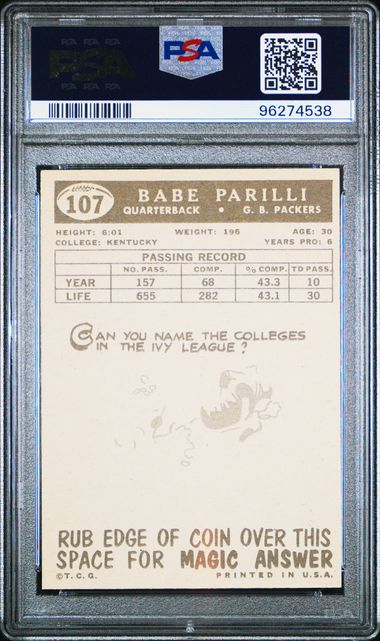 PSA
96274538
107
BABE PARILLI
QUARTERBACK • G. B. PACKERS
HEIGHT: 6:01 WEIGHT: 196 AGE: 30
COLLEGE: KENTUCKY YEARS PRO: 6
PASSING RECORD
NO. PASS. COMP. % COMP. TD PASS.
YEAR 157 68 43.3 10
LIFE 655 282 43.1 30
CAN YOU NAME THE COLLEGES
IN THE IVY LEAGUE?
RUB EDGE OF COIN OVER THIS
SPACE FOR MAGIC ANSWER
©T.C.G. PRINTED IN U.S.A.
PSA